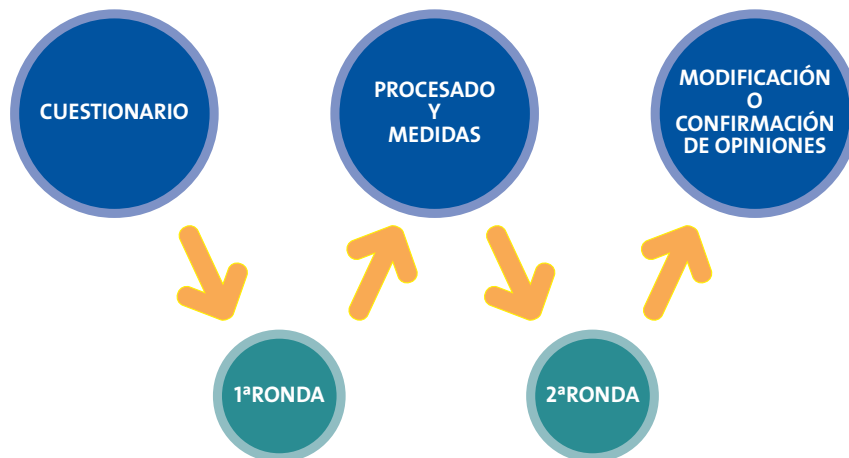 CUESTIONARIO
PROCESADO
Y
MEDIDAS
MODIFICACIÓN
O
CONFIRMACIÓN
DE OPINIONES
1ªRONDA
2ªRONDA